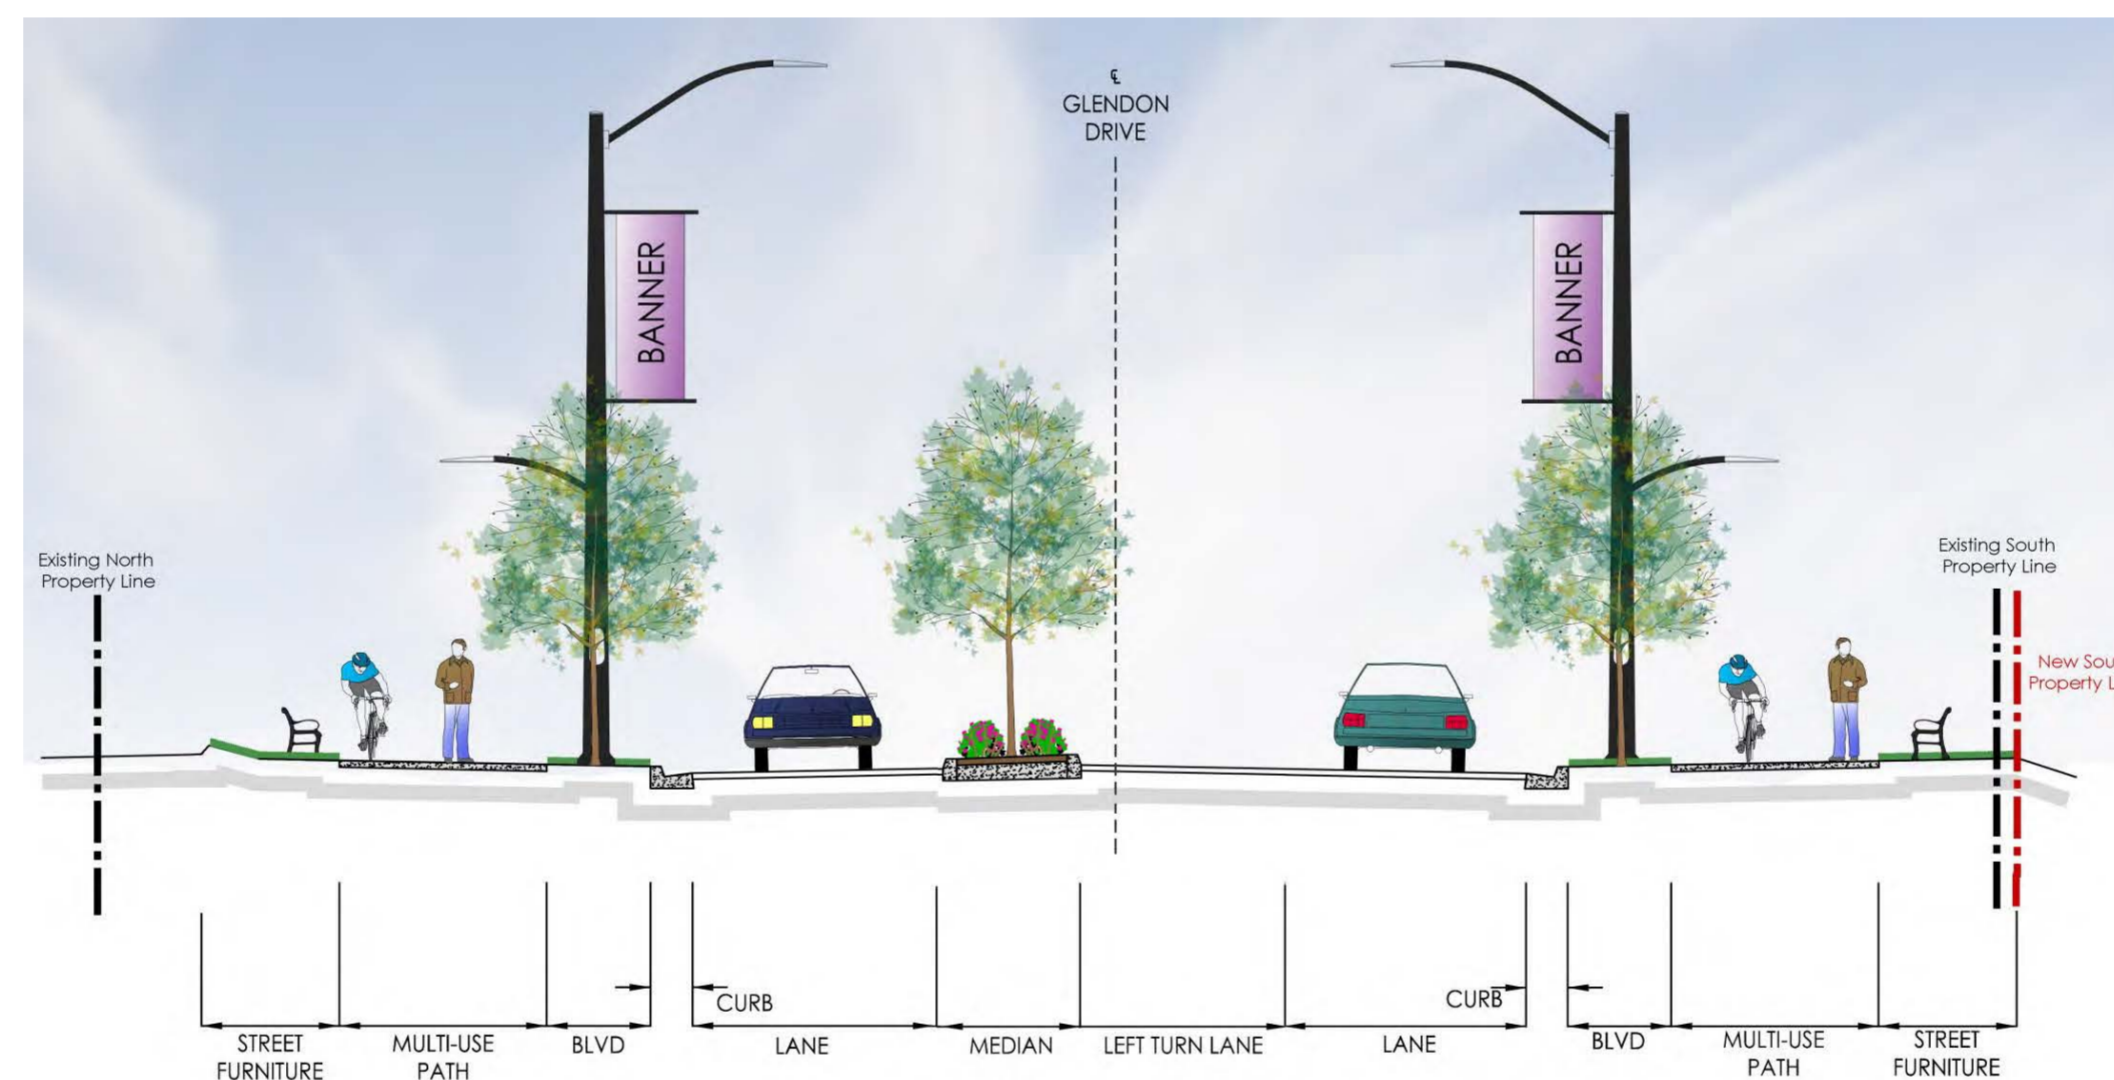 ℄
GLENDON
DRIVE
BANNER
BANNER
Existing North
Property Line
Existing South
Property Line
New Sou
Property L
CURB
CURB
STREET
FURNITURE
MULTI-USE
PATH
BLVD
LANE
MEDIAN
LEFT TURN LANE
LANE
BLVD
MULTI-USE
PATH
STREET
FURNITURE